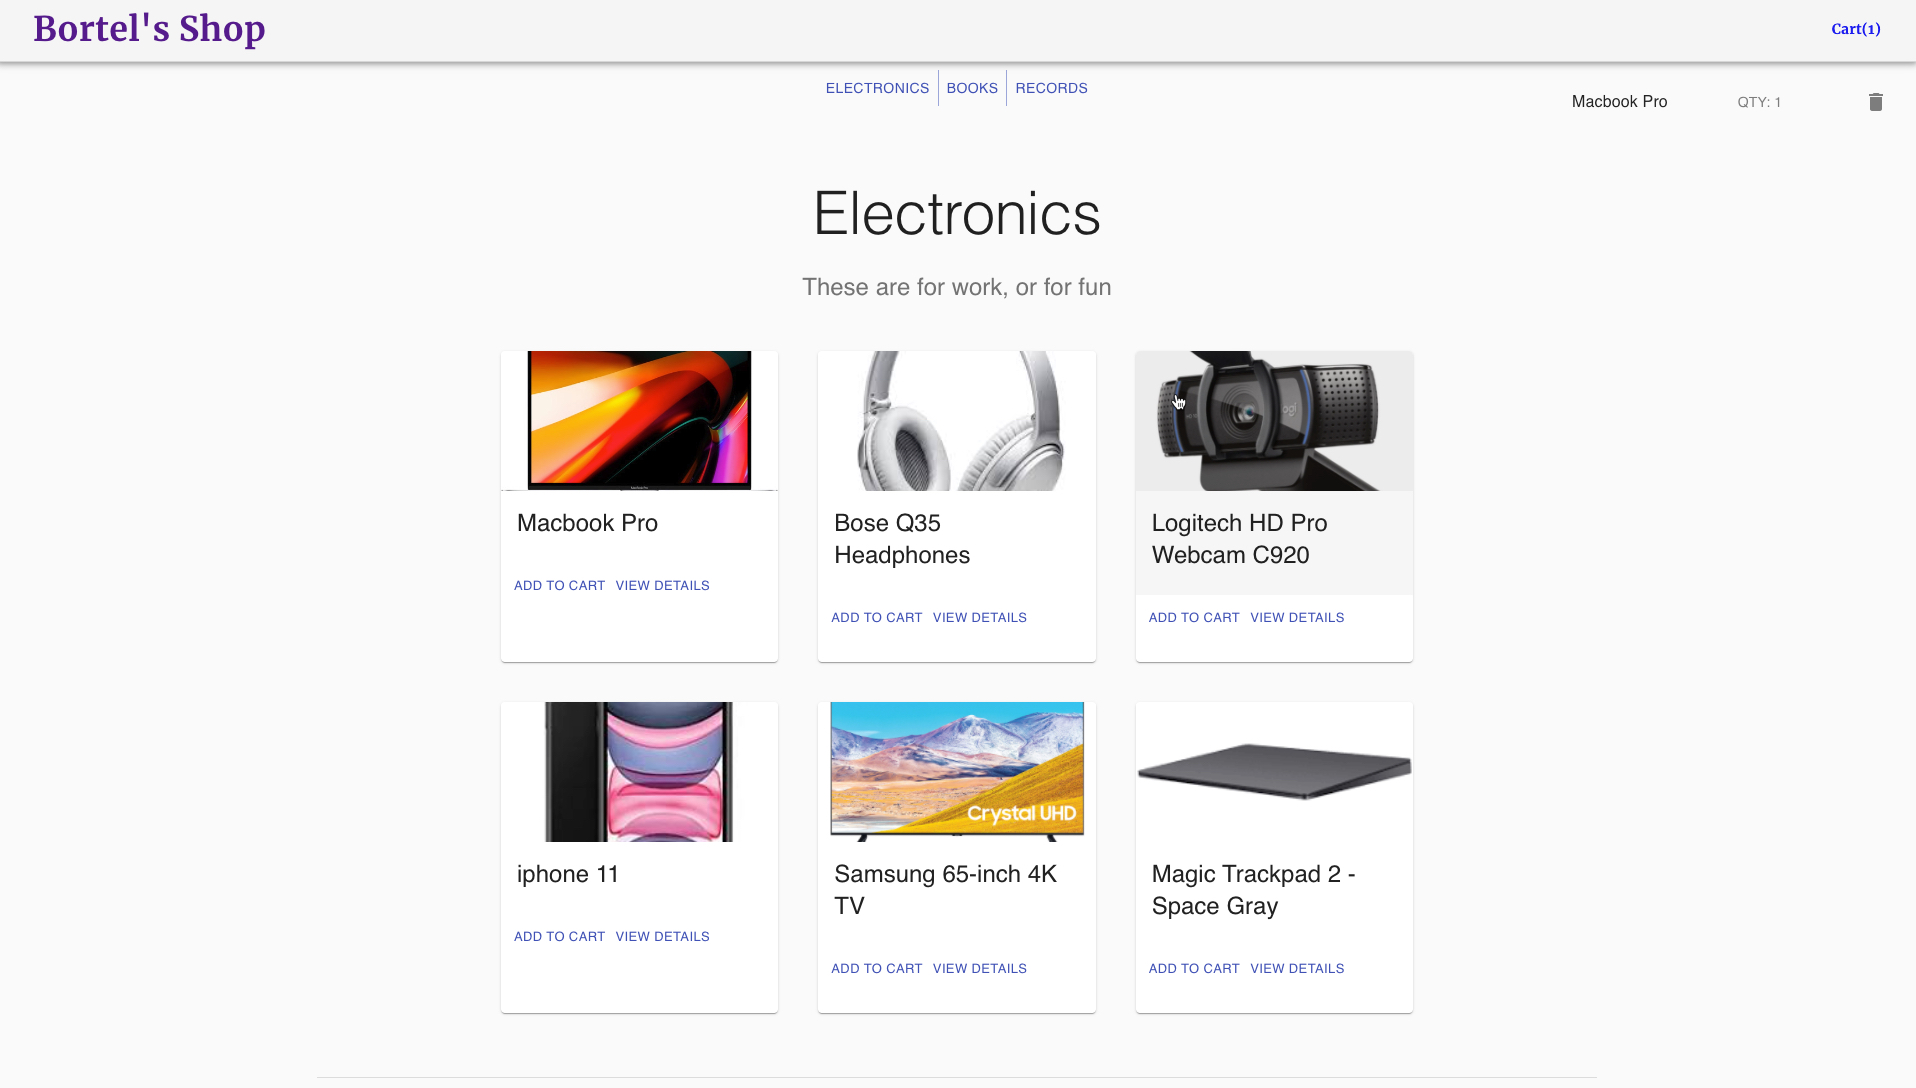 Bortel's Shop
Cart(1)
ELECTRONICS
BOOKS
RECORDS
Macbook Pro
QTY: 1
Electronics
These are for work, or for fun
Macbook Pro
ADD TO CART VIEW DETAILS
Bose Q35
Headphones
ADD TO CART VIEW DETAILS
logi
Logitech HD Pro
Webcam C920
ADD TO CART VIEW DETAILS
iphone 11
ADD TO CART VIEW DETAILS
Crystal UHD
Samsung 65-inch 4K
TV
ADD TO CART VIEW DETAILS
Magic Trackpad 2 -
Space Gray
ADD TO CART VIEW DETAILS